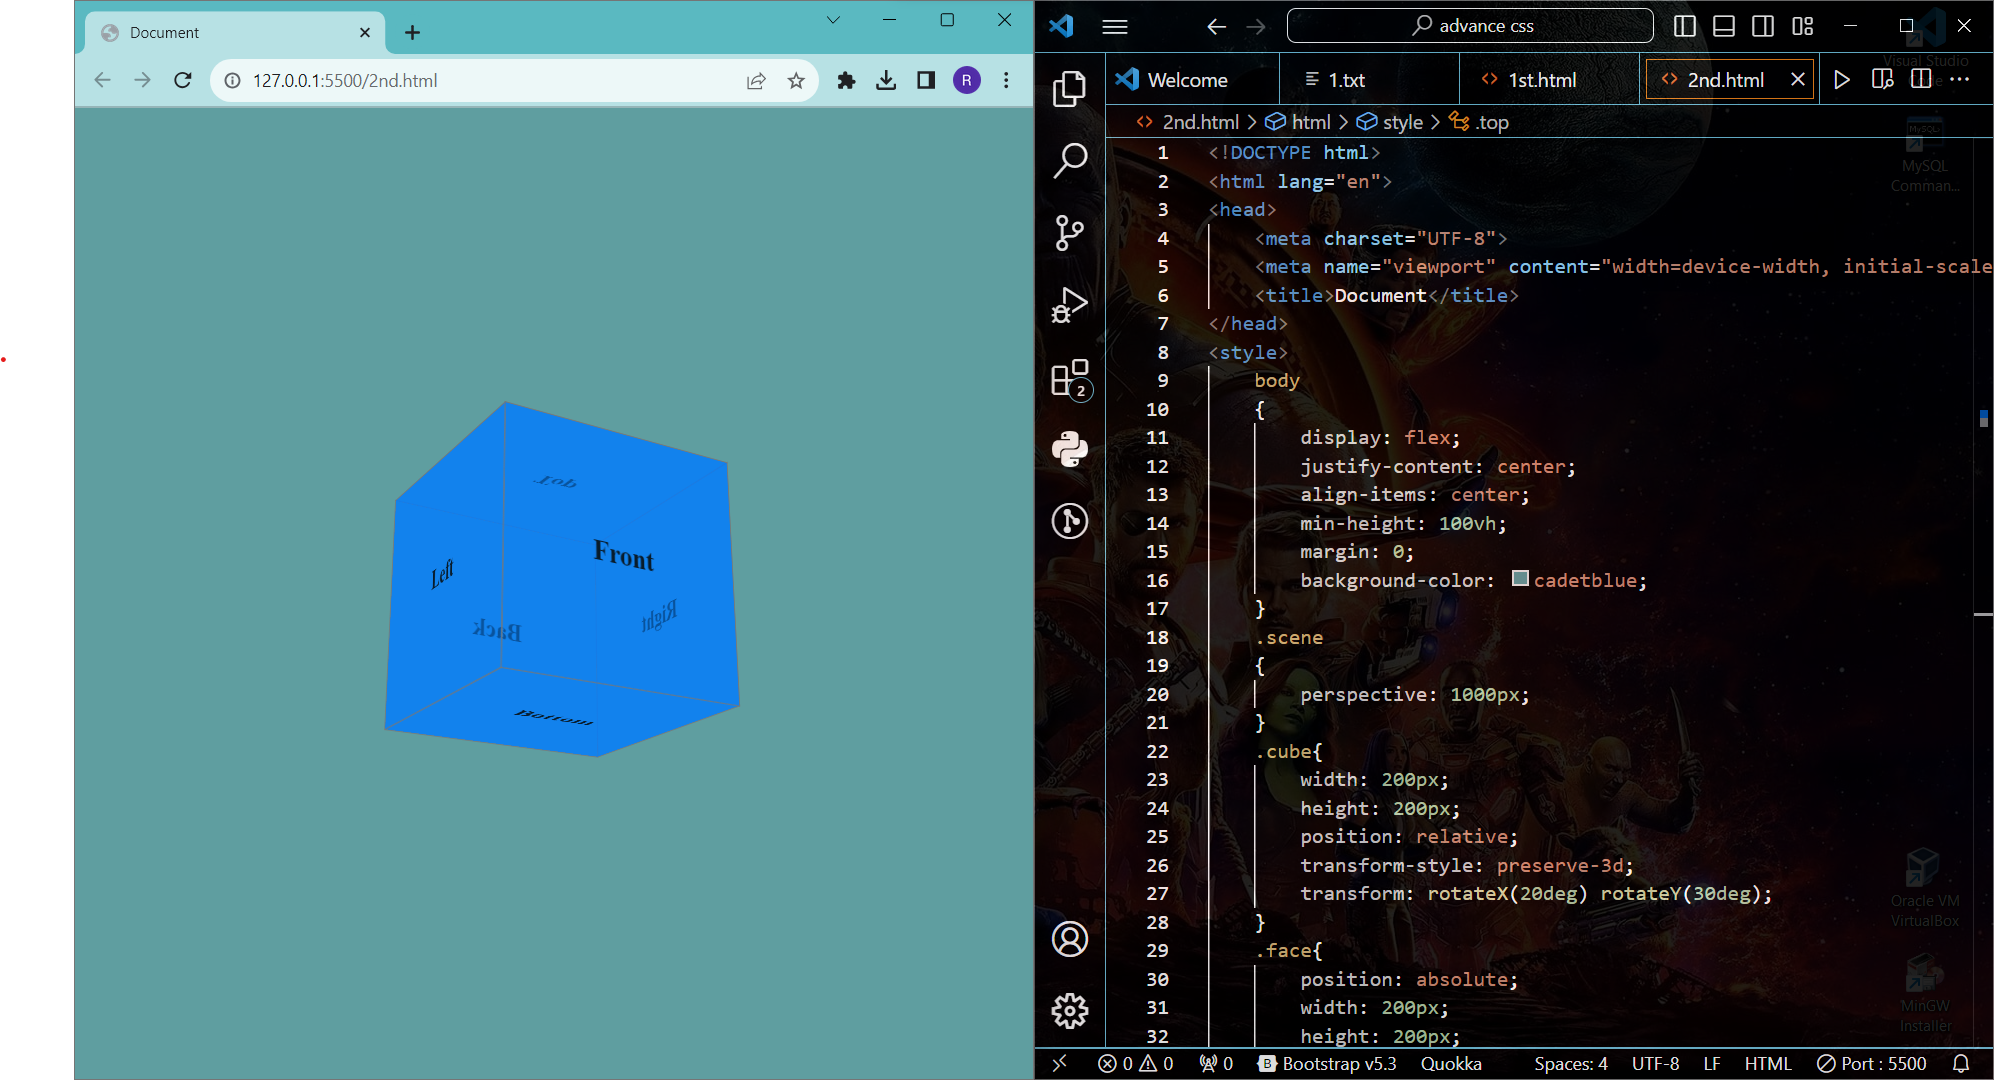 Document
127.0.0.1:5500/2nd.html
R
Top
Front
Left
Right
Back
Bottom
advance css
Welcome
1.txt
1st.html
2nd.html
2nd.html > html > style > .top
1 <!DOCTYPE html>
2 <html lang="en">
3 <head>
4 <meta charset="UTF-8">
5 <meta name="viewport" content="width=device-width, initial-scale
6 <title>Document</title>
7 </head>
8 <style>
9 body
10 {
11 display: flex;
12 justify-content: center;
13 align-items: center;
14 min-height: 100vh;
15 margin: 0;
16 background-color: cadetblue;
17 }
18 .scene
19 {
20 perspective: 1000px;
21 }
22 .cube{
23 width: 200px;
24 height: 200px;
25 position: relative;
26 transform-style: preserve-3d;
27 transform: rotateX(20deg) rotateY(30deg);
28 }
29 .face{
30 position: absolute;
31 width: 200px;
32 height: 200px;
2
Visual Studio
MySQL
MySQL
Comman...
Oracle VM
VirtualBox
MinGW
Installer
0 0 0 B Bootstrap v5.3 Quokka Spaces: 4 UTF-8 LF HTML Port : 5500